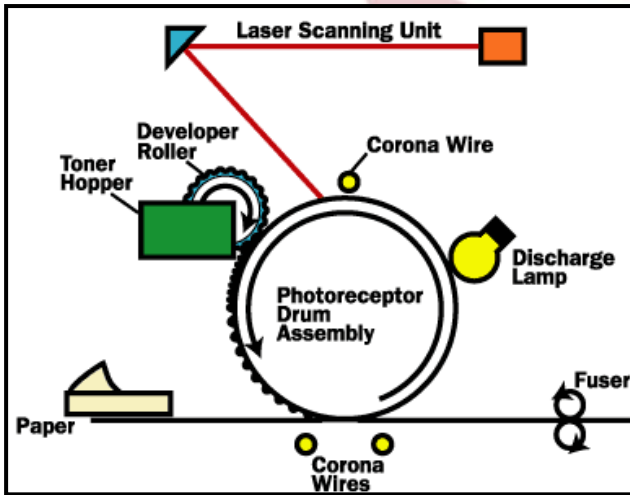 Laser Scanning Unit
Developer
Roller
Corona Wire
Toner
Hopper
Discharge
Lamp
Photoreceptor
Drum
Assembly
Fuser
Paper
Corona
Wires